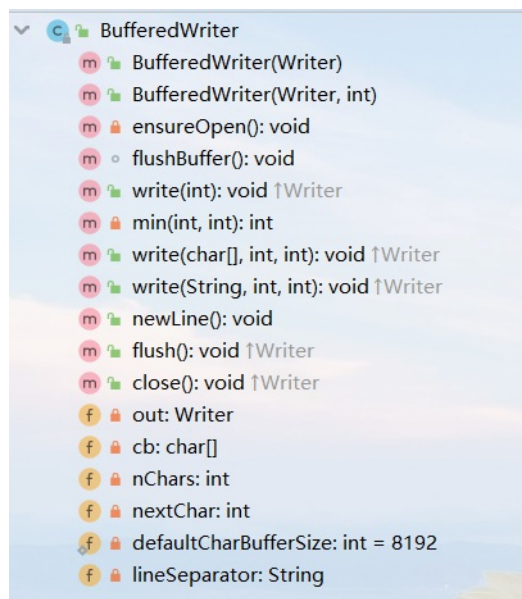 BufferedWriter
BufferedWriter(Writer)
BufferedWriter(Writer, int)
ensureOpen(): void
flushBuffer(): void
write(int): void ↑Writer
min(int, int): int
write(char[], int, int): void ↑Writer
write(String, int, int): void ↑Writer
newLine(): void
flush(): void ↑Writer
close(): void ↑Writer
out: Writer
cb: char[]
nChars: int
nextChar: int
defaultCharBufferSize: int = 8192
lineSeparator: String